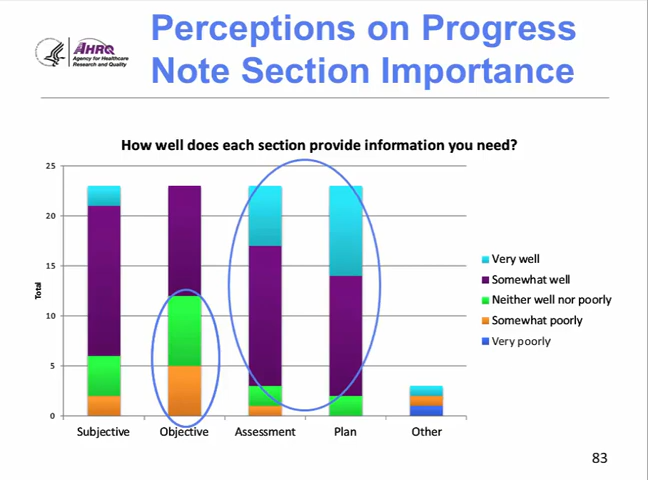 Perceptions on Progress
Note Section Importance
AHRQ
Agency for Healthcare
Research and Quality
How well does each section provide information you need?
25
20
15
10
5
0
Total
Subjective
Objective
Assessment
Plan
Other
Very well
Somewhat well
Neither well nor poorly
Somewhat poorly
Very poorly
83